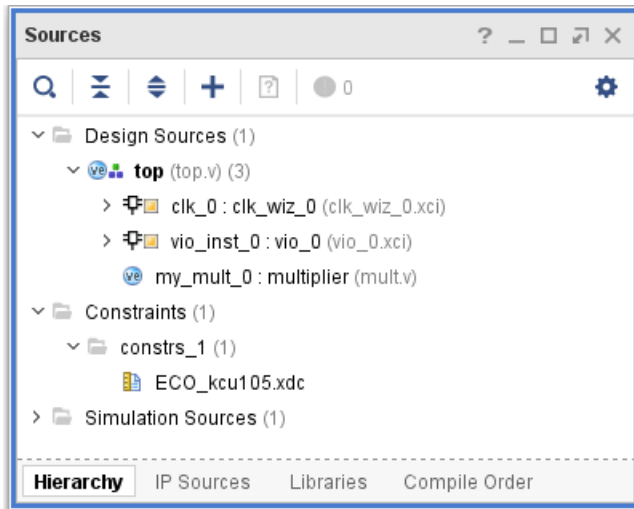 Sources
0
Design Sources (1)
top (top.v) (3)
clk_0 : clk_wiz_0 (clk_wiz_0.xci)
vio_inst_0 : vio_0 (vio_0.xci)
my_mult_0 : multiplier (mult.v)
Constraints (1)
constrs_1 (1)
ECO_kcu105.xdc
Simulation Sources (1)
Hierarchy IP Sources Libraries Compile Order